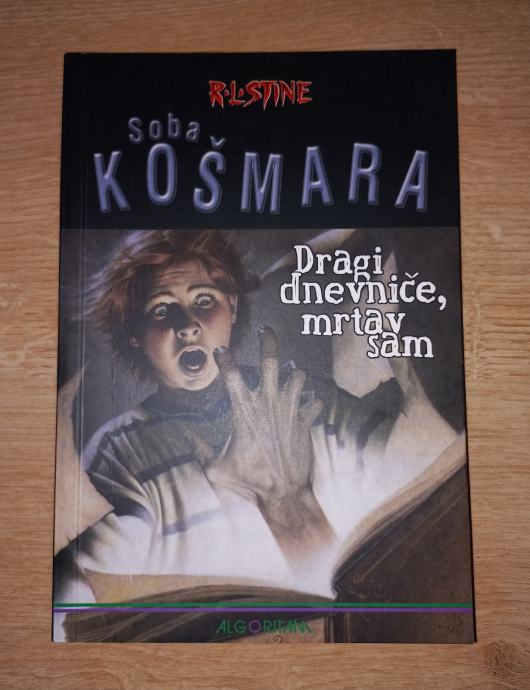 R.L.STINE
Soba
KOŠMARA
Dragi
dnevniče,
mrtav
sam
ALGORITAM